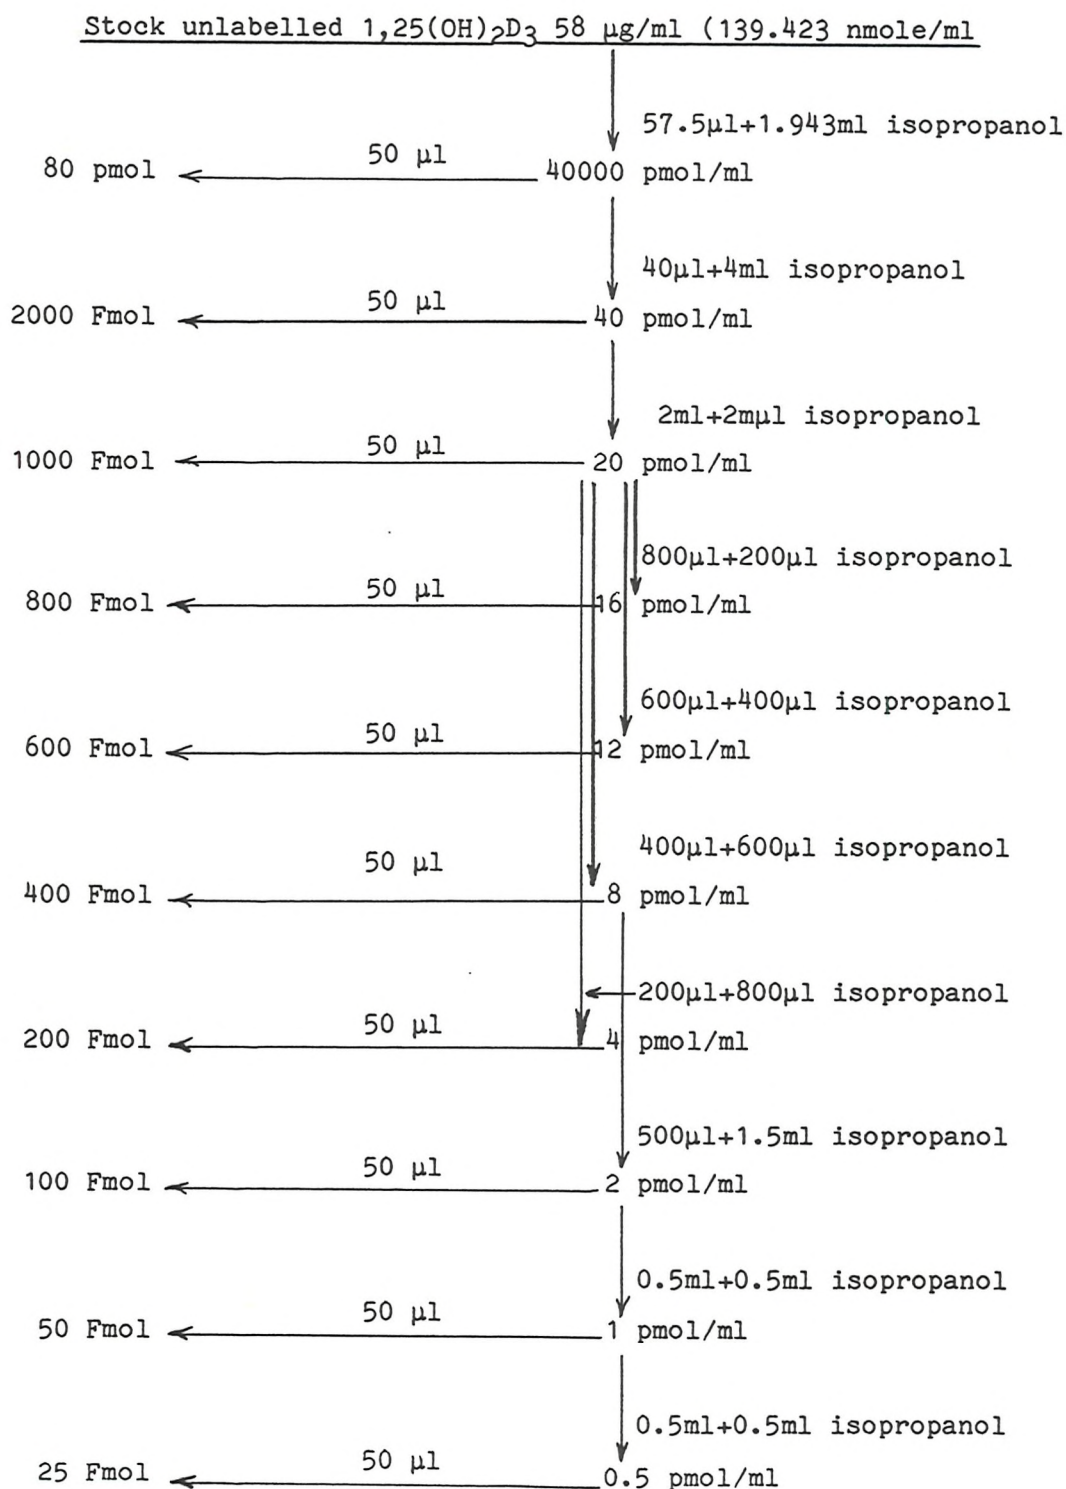 Stock unlabelled 1,25(OH)2D3 58 µg/ml (139.423 nmole/ml
57.5µl+1.943ml isopropanol
80 pmol 50 µl 40000 pmol/ml
40µl+4ml isopropanol
2000 Fmol 50 µl 40 pmol/ml
2ml+2mµl isopropanol
1000 Fmol 50 µl 20 pmol/ml
800µl+200µl isopropanol
800 Fmol 50 µl 16 pmol/ml
600µl+400µl isopropanol
600 Fmol 50 µl 12 pmol/ml
400µl+600µl isopropanol
400 Fmol 50 µl 8 pmol/ml
200µl+800µl isopropanol
200 Fmol 50 µl 4 pmol/ml
500µl+1.5ml isopropanol
100 Fmol 50 µl 2 pmol/ml
0.5ml+0.5ml isopropanol
50 Fmol 50 µl 1 pmol/ml
0.5ml+0.5ml isopropanol
25 Fmol 50 µl 0.5 pmol/ml